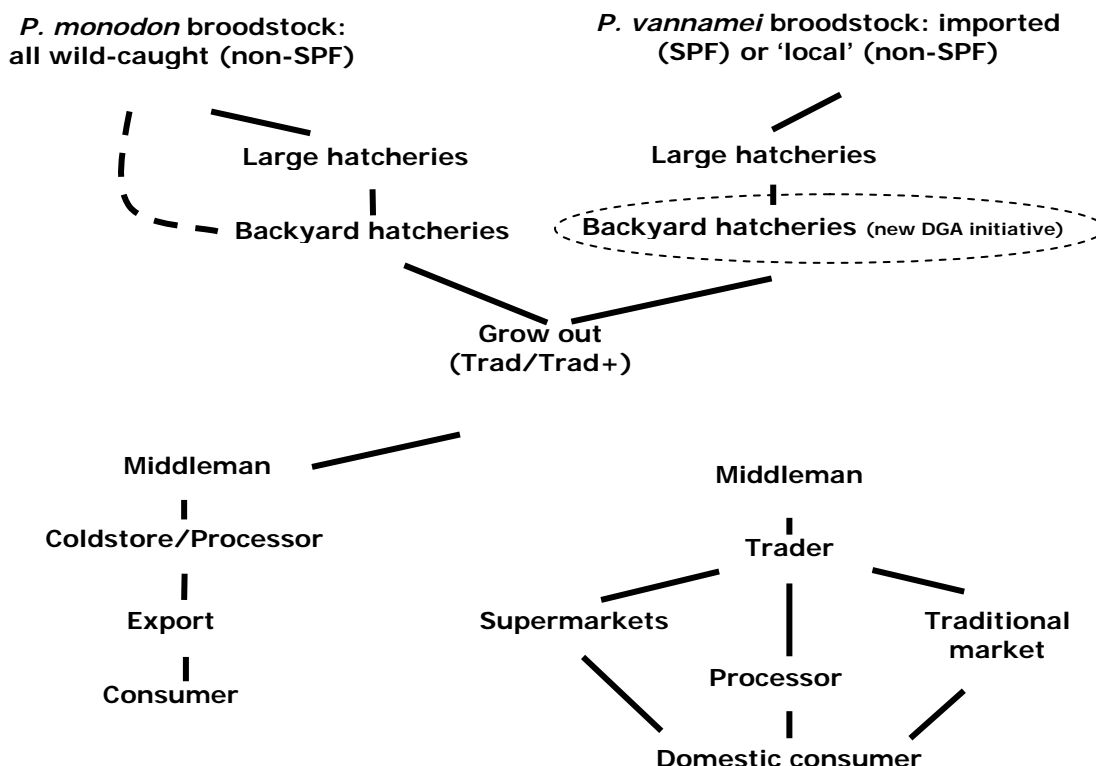 P. monodon broodstock:
all wild-caught (non-SPF)
P. vannamei broodstock: imported
(SPF) or ‘local’ (non-SPF)
Large hatcheries
Large hatcheries
Backyard hatcheries
Backyard hatcheries (new DGA initiative)
Grow out
(Trad/Trad+)
Middleman
Coldstore/Processor
Export
Consumer
Middleman
Trader
Supermarkets
Traditional
market
Processor
Domestic consumer